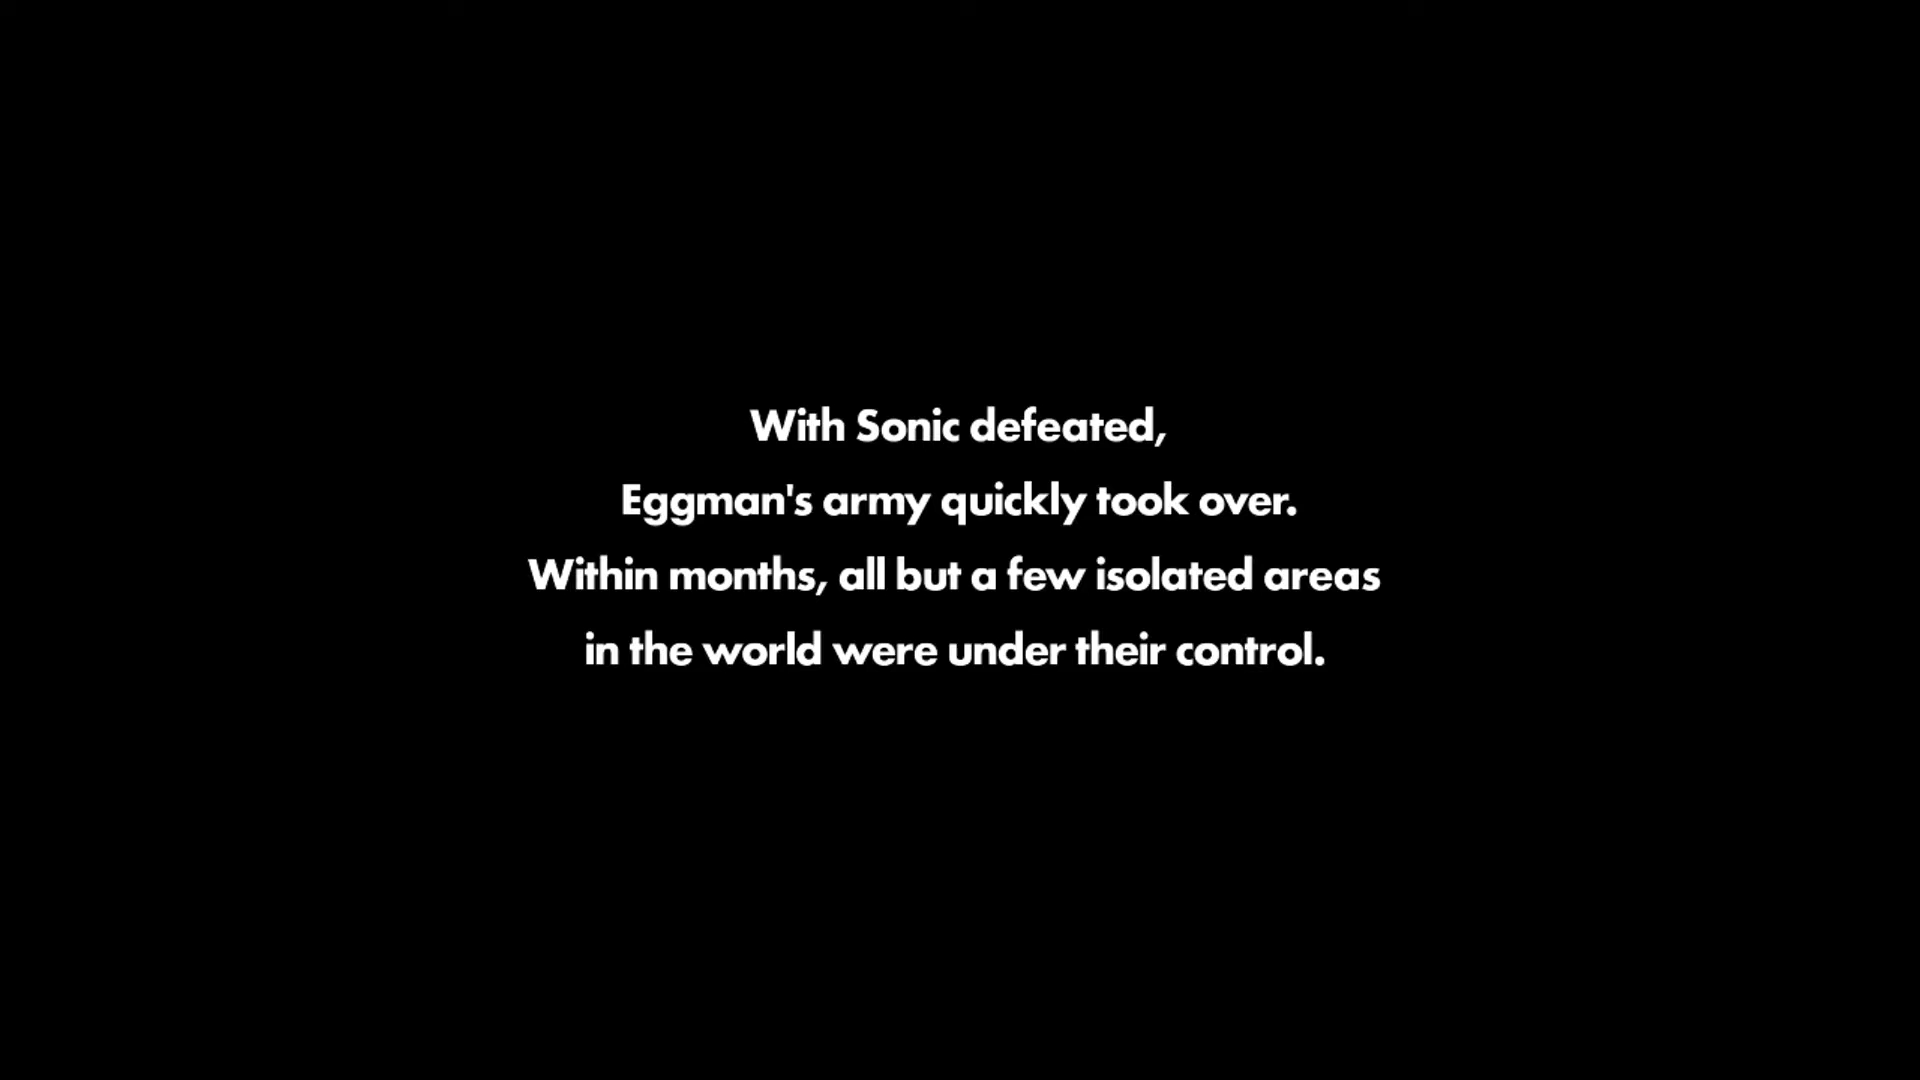 With Sonic defeated,
Eggman's army quickly took over.
Within months, all but a few isolated areas
in the world were under their control.